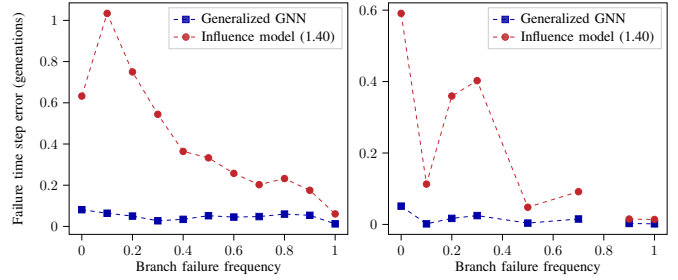 Failure time step error (generations)
1
0.8
0.6
0.4
0.2
0
Generalized GNN
Influence model (1.40)
0 0.2 0.4 0.6 0.8 1
Branch failure frequency
0.6
0.4
0.2
0
Generalized GNN
Influence model (1.40)
0 0.2 0.4 0.6 0.8 1
Branch failure frequency